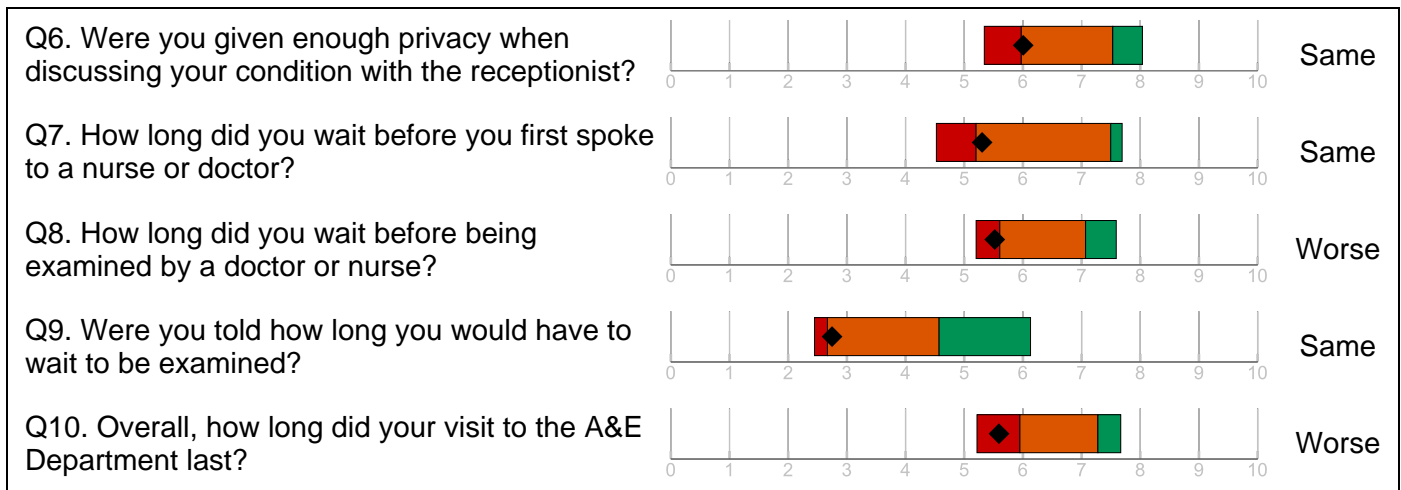 Q6. Were you given enough privacy when
discussing your condition with the receptionist?
Same
0 1 2 3 4 5 6 7 8 9 10
Q7. How long did you wait before you first spoke
to a nurse or doctor?
Same
0 1 2 3 4 5 6 7 8 9 10
Q8. How long did you wait before being
examined by a doctor or nurse?
Worse
0 1 2 3 4 5 6 7 8 9 10
Q9. Were you told how long you would have to
wait to be examined?
Same
0 1 2 3 4 5 6 7 8 9 10
Q10. Overall, how long did your visit to the A&E
Department last?
Worse
0 1 2 3 4 5 6 7 8 9 10